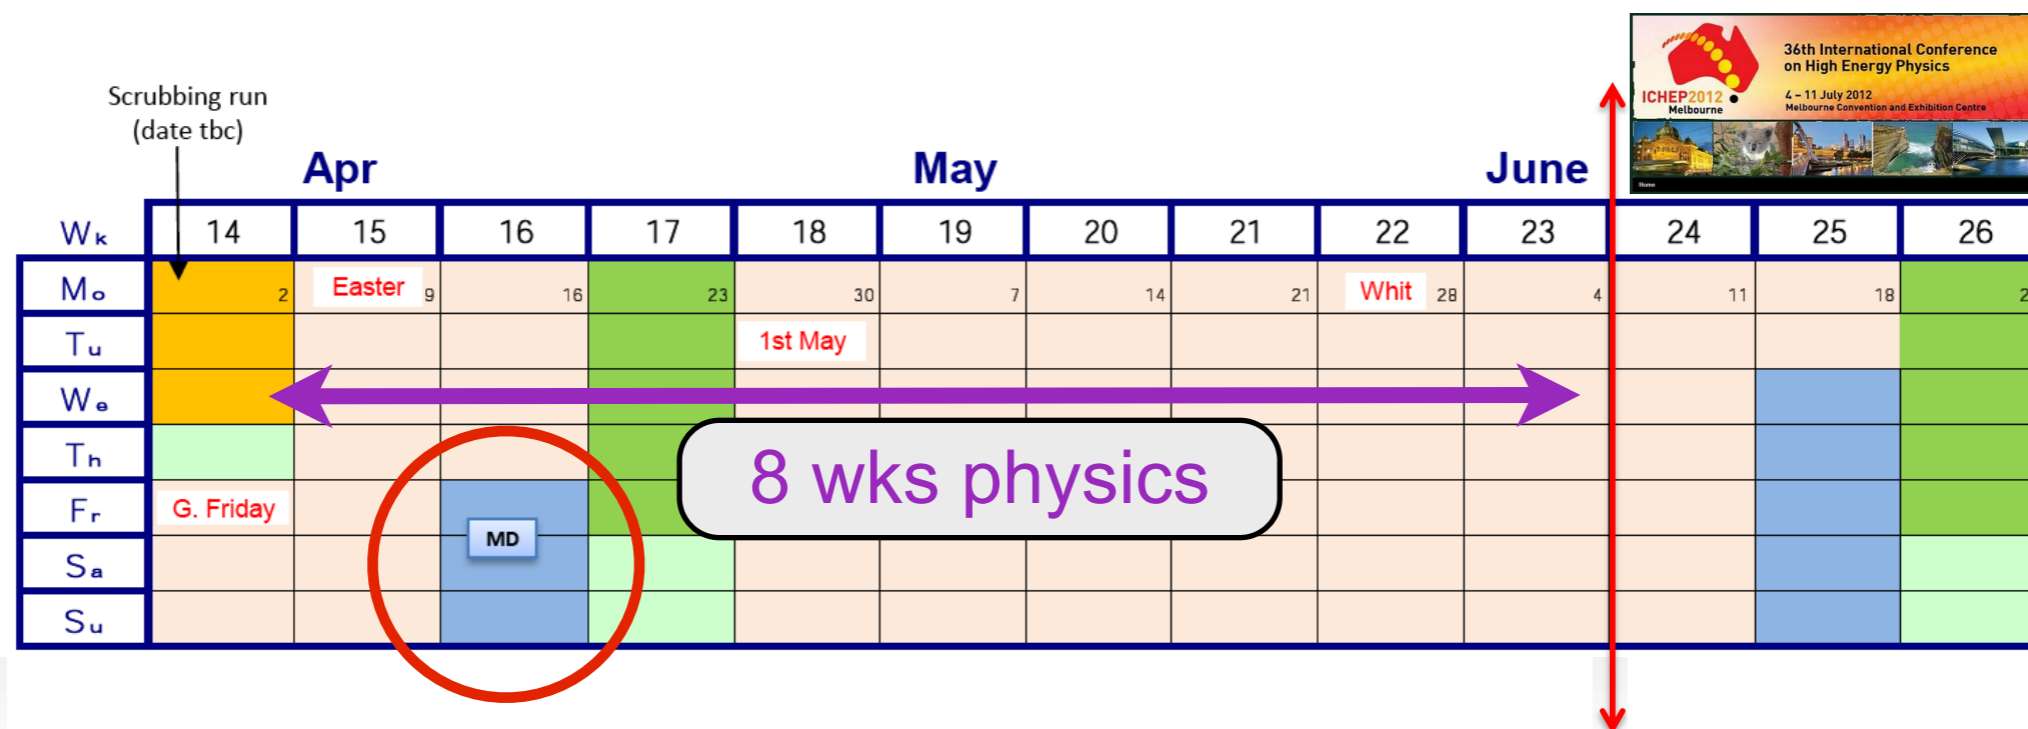 36th International Conference
on High Energy Physics
4 – 11 July 2012
Melbourne Convention and Exhibition Centre
ICHEP2012
Melbourne
Home
Scrubbing run
(date tbc)
Apr May June
Wk 14 15 16 17 18 19 20 21 22 23 24 25 26
Mo 2 Easter 9 16 23 30 7 14 21 Whit 28 4 11 18 2
Tu 1st May
We
Th
8 wks physics
Fr G. Friday
MD
Sa
Su